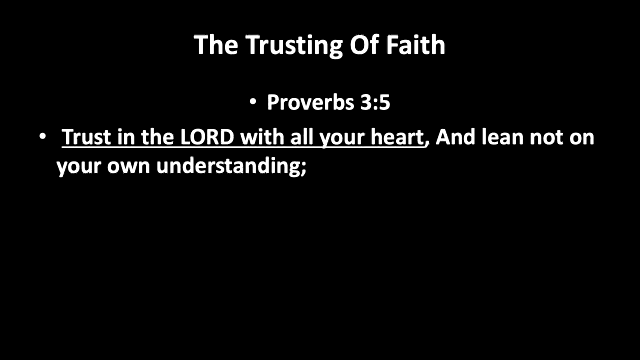 The Trusting Of Faith
• Proverbs 3:5
• Trust in the LORD with all your heart, And lean not on
your own understanding;